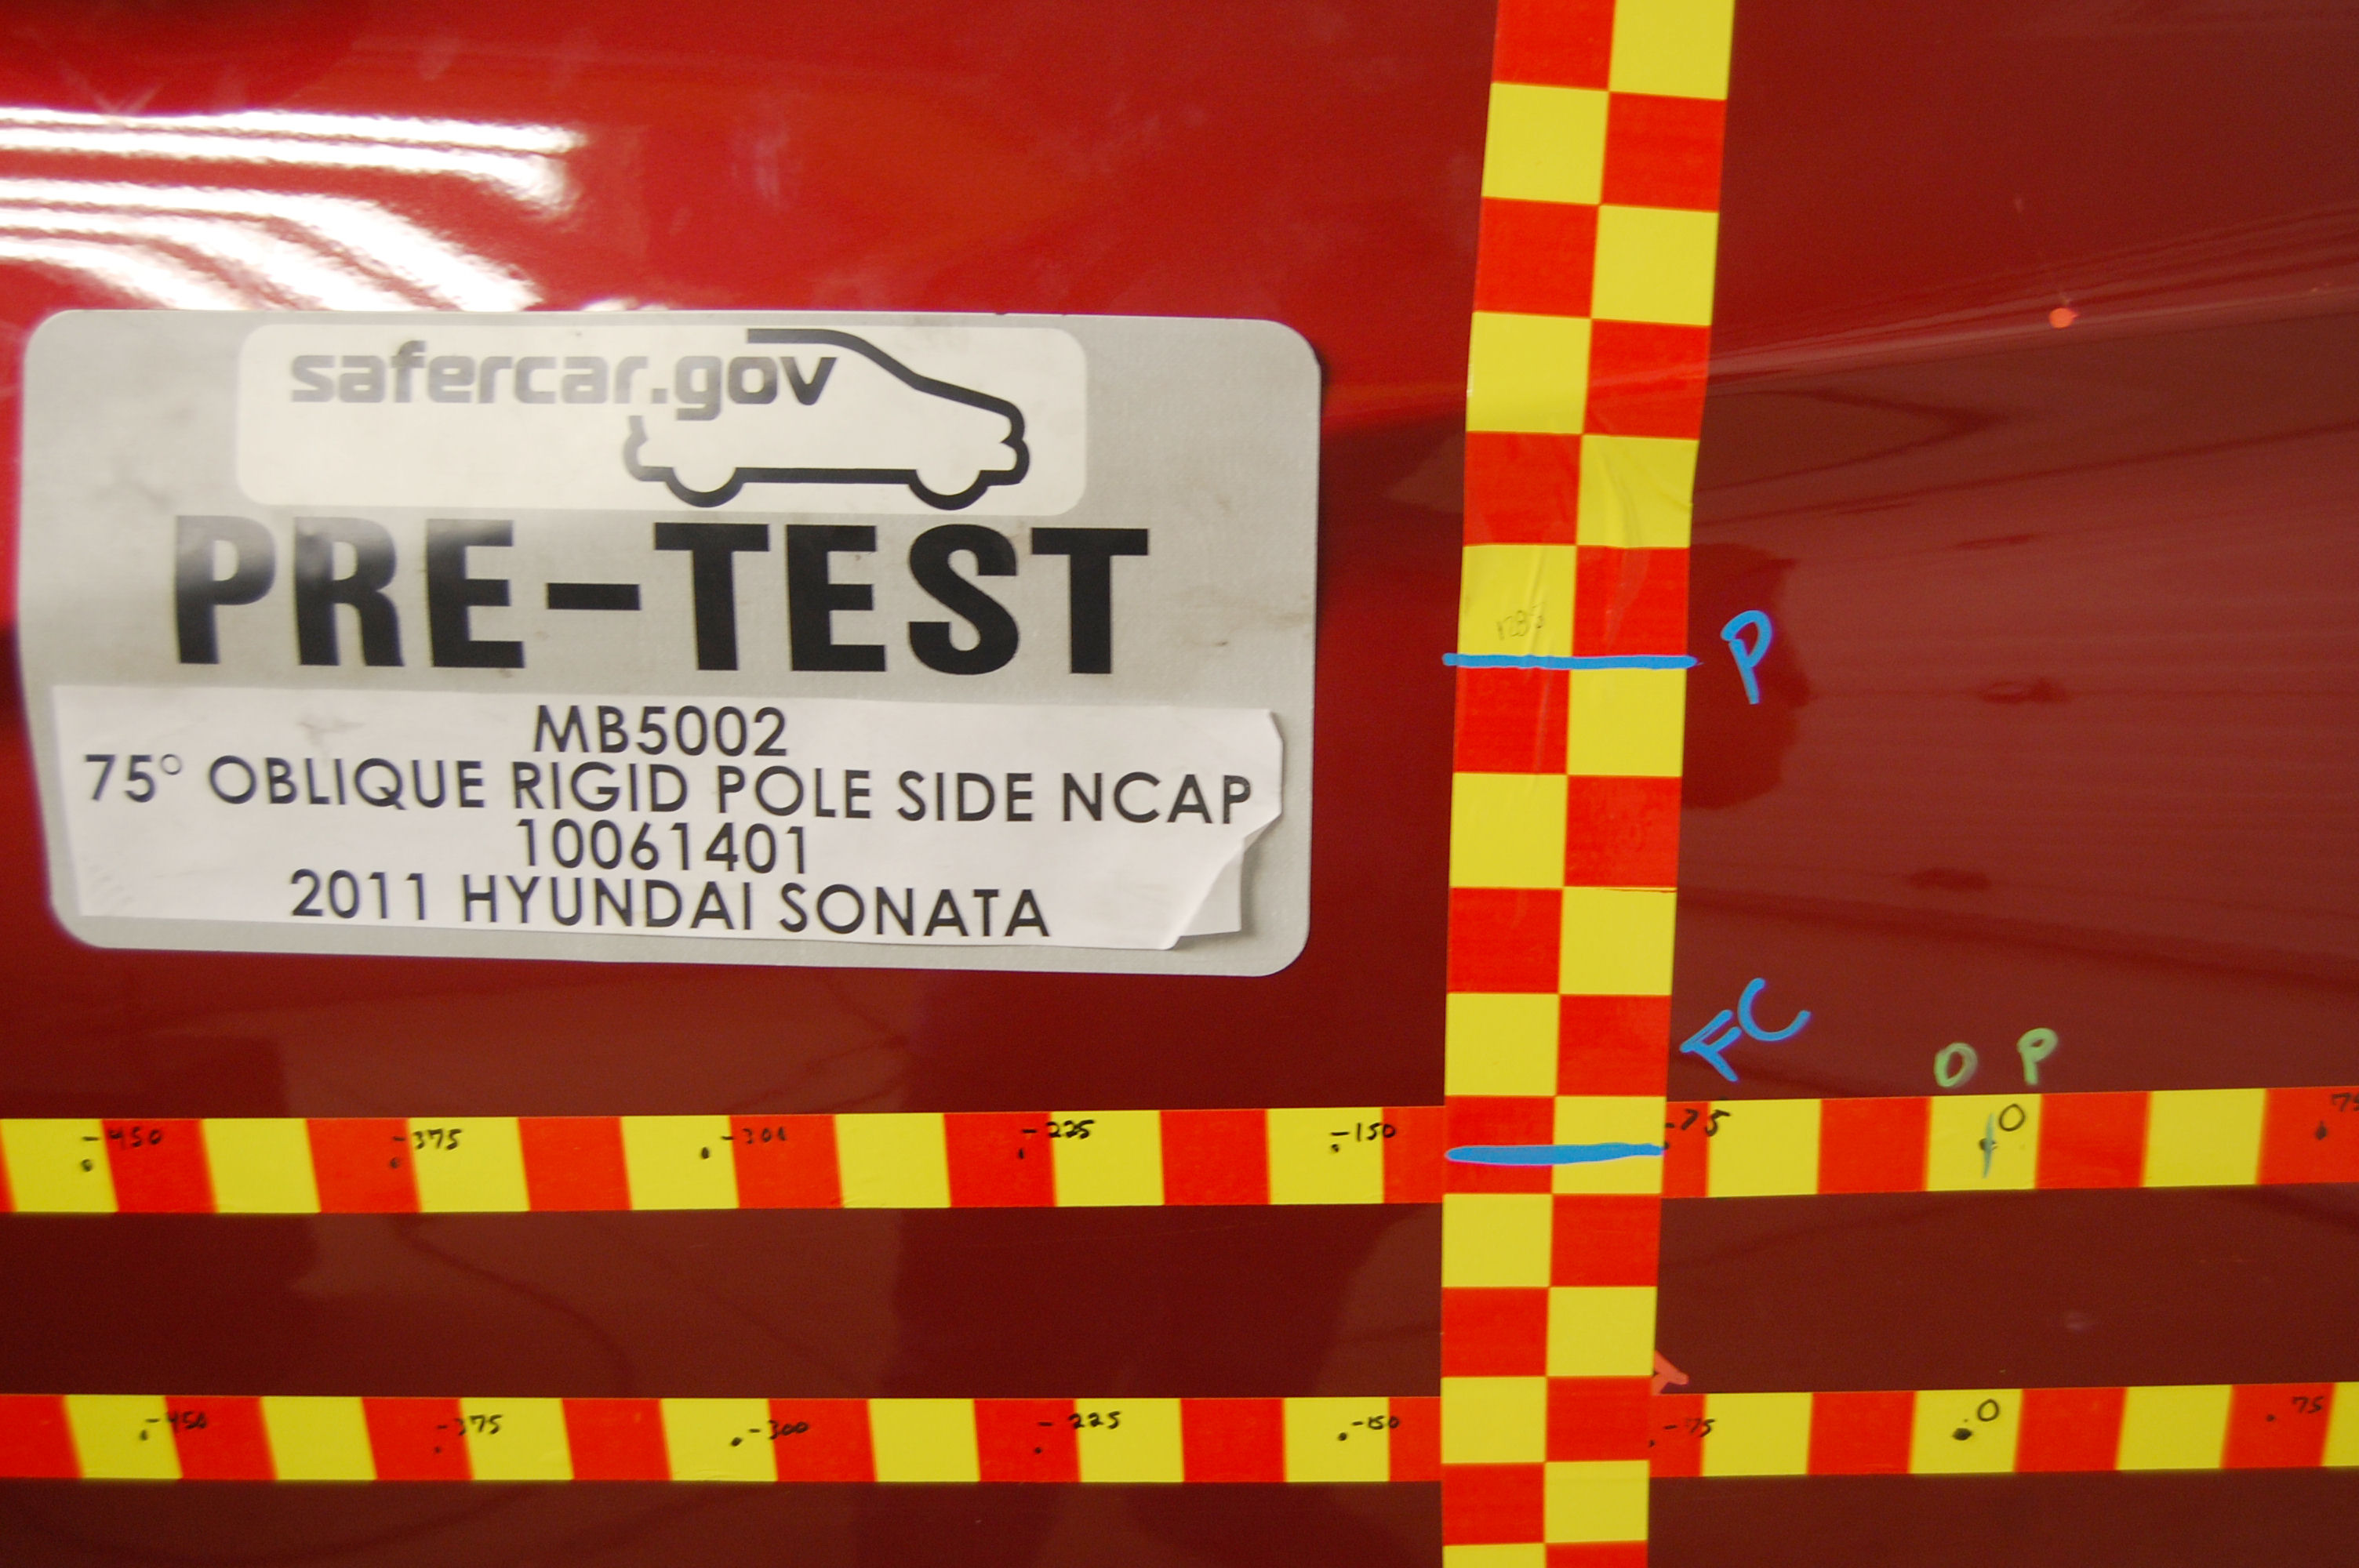 safercar.gov
PRE-TEST
MB5002
75° OBLIQUE RIGID POLE SIDE NCAP
10061401
2011 HYUNDAI SONATA
P
FC
O P
-450 -375 -300 -225 -150 -75 0 75
-450 -375 -300 -225 -150 -75 0 75